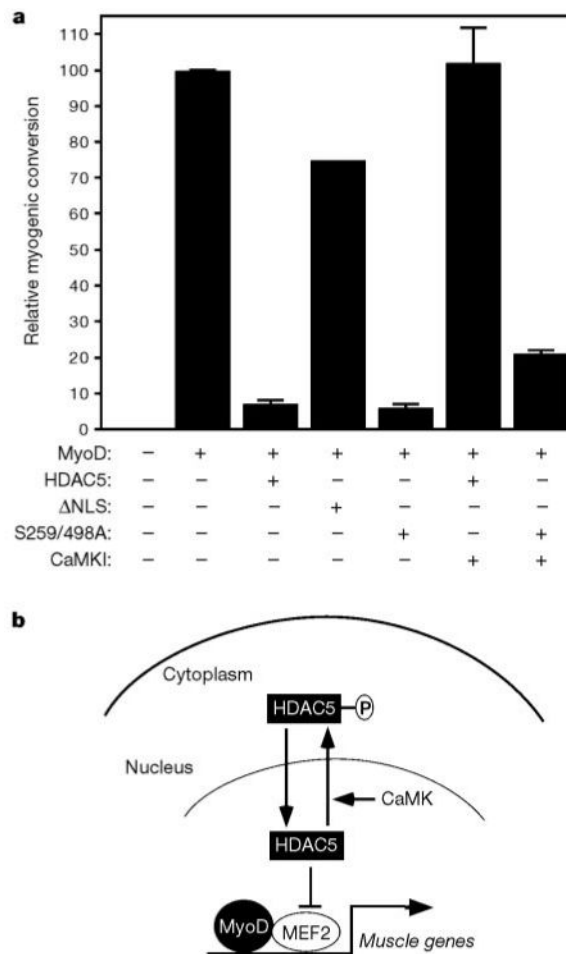 a
Relative myogenic conversion
110
100
90
80
70
60
50
40
30
20
10
0
MyoD: – + + + + + +
HDAC5: – – + – – + –
ΔNLS: – – – + – – –
S259/498A: – – – – + – +
CaMKI: – – – – – + +
b
Cytoplasm
HDAC5 P
Nucleus
CaMK
HDAC5
MyoD MEF2 Muscle genes